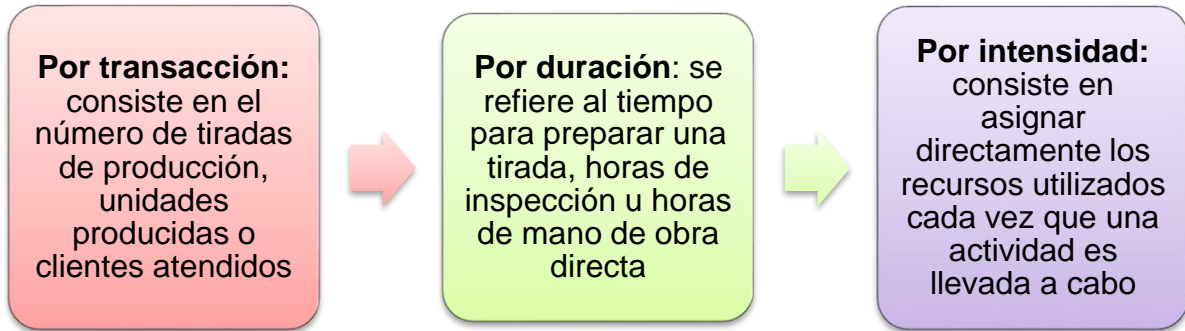 Por transacción:
consiste en el
número de tiradas
de producción,
unidades
producidas o
clientes atendidos
Por duración: se
refiere al tiempo
para preparar una
tirada, horas de
inspección u horas
de mano de obra
directa
Por intensidad:
consiste en
asignar
directamente los
recursos utilizados
cada vez que una
actividad es
llevada a cabo